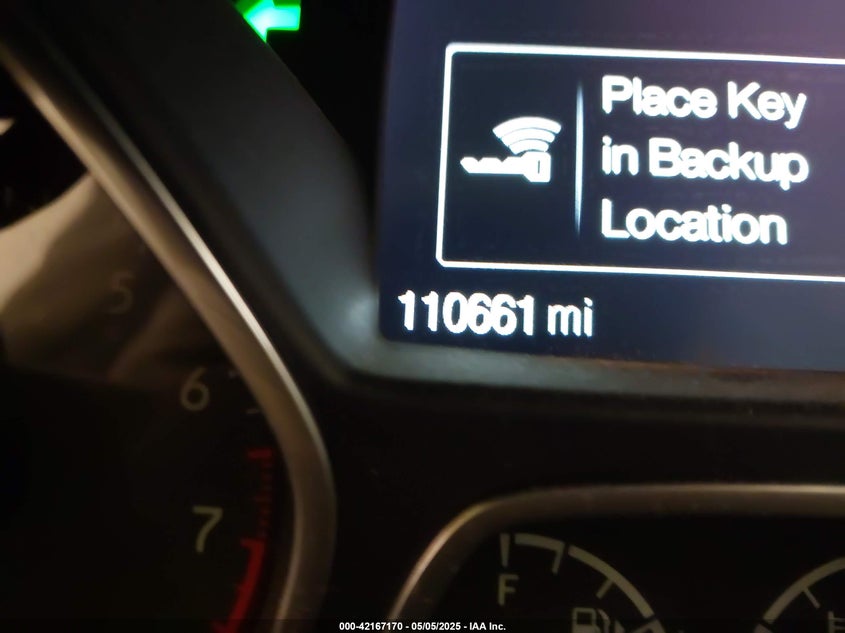 Place Key
in Backup
Location
110661 mi
5
6
7
F
000-42167170 - 05/05/2025 - IAA Inc.